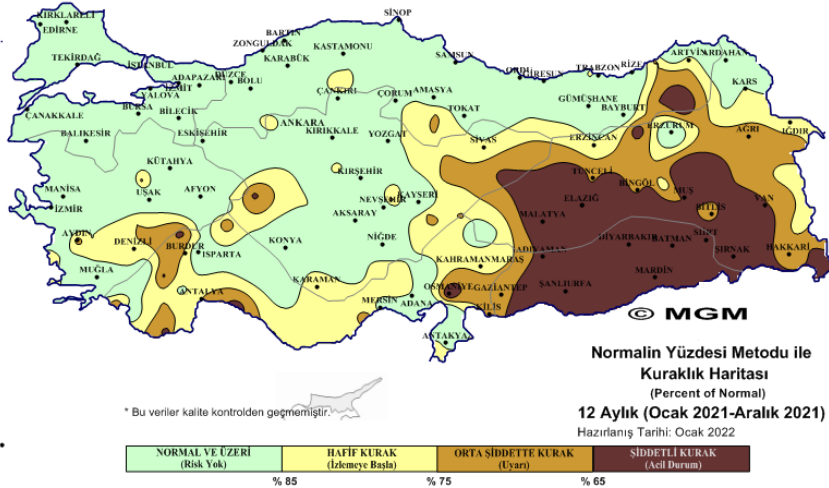 SİNOP
KIRKLARELİ
EDİRNE
BARTIN
ZONGULDAK
KASTAMONU
TEKİRDAĞ
İSTANBUL
KARABÜK
SAMSUN
ARTVİN
ARDAHAN
DÜZCE
ADAPAZARI
BOLU
ORDU
GİRESUN
TRABZON
RİZE
İZMİT
YALOVA
ÇANKIRI
ÇORUM
AMASYA
KARS
ÇANAKKALE
BURSA
BİLECİK
TOKAT
GÜMÜŞHANE
BAYBURT
ANKARA
BALIKESİR
ESKİŞEHİR
KIRIKKALE
YOZGAT
SİVAS
ERZİNCAN
ERZURUM
AĞRI
IĞDIR
KÜTAHYA
KIRŞEHİR
TUNCELİ
BİNGÖL
MUŞ
MANİSA
UŞAK
AFYON
NEVŞEHİR
KAYSERİ
ELAZIĞ
BİTLİS
VAN
İZMİR
AKSARAY
MALATYA
AYDIN
DENİZLİ
BURDUR
ISPARTA
KONYA
NİĞDE
ADIYAMAN
DİYARBAKIR
BATMAN
SİİRT
ŞIRNAK
HAKKARİ
MUĞLA
KAHRAMANMARAŞ
MARDİN
ANTALYA
KARAMAN
MERSİN
ADANA
OSMANİYE
GAZİANTEP
ŞANLIURFA
KİLİS
ANTAKYA
© MGM
Normalin Yüzdesi Metodu ile
Kuraklık Haritası
(Percent of Normal)
12 Aylık (Ocak 2021-Aralık 2021)
Hazırlanış Tarihi: Ocak 2022
* Bu veriler kalite kontrolden geçmemiştir.
NORMAL VE ÜZERİ
(Risk Yok)
HAFİF KURAK
(İzlemeye Başla)
ORTA ŞİDDETTE KURAK
(Uyarı)
ŞİDDETLİ KURAK
(Acil Durum)
% 85
% 75
% 65